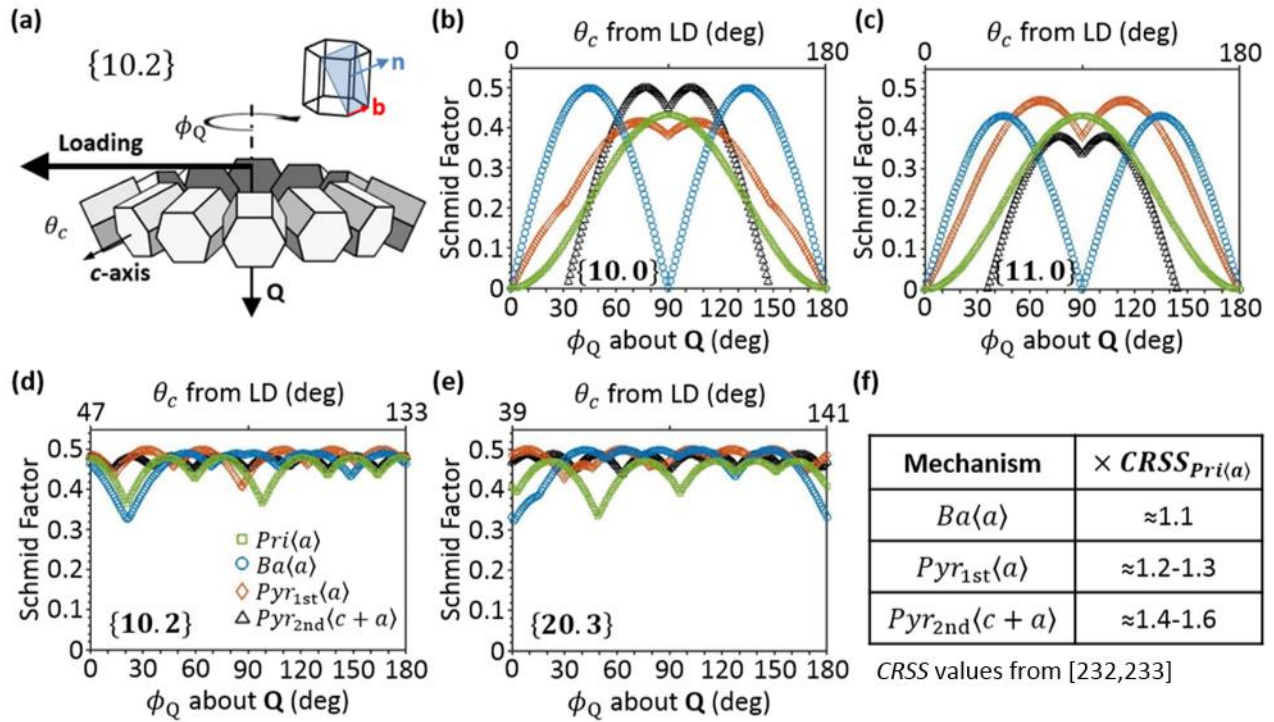 (a)
{10.2}
n
b
ϕQ
Loading
θc
c-axis
Q
(b)
θc from LD (deg)
0 180
Schmid Factor
0.5
0.4
0.3
0.2
0.1
0
{10.0}
0 30 60 90 120 150 180
ϕQ about Q (deg)
(c)
θc from LD (deg)
0 180
Schmid Factor
0.5
0.4
0.3
0.2
0.1
0
{11.0}
0 30 60 90 120 150 180
ϕQ about Q (deg)
(d)
θc from LD (deg)
47 133
Schmid Factor
0.5
0.4
0.3
0.2
0.1
0
Pri⟨a⟩
Ba⟨a⟩
Pyr1st⟨a⟩
Pyr2nd⟨c + a⟩
{10.2}
0 30 60 90 120 150 180
ϕQ about Q (deg)
(e)
θc from LD (deg)
39 141
Schmid Factor
0.5
0.4
0.3
0.2
0.1
0
{20.3}
0 30 60 90 120 150 180
ϕQ about Q (deg)
(f)
Mechanism × CRSSPri⟨a⟩
Ba⟨a⟩ ≈1.1
Pyr1st⟨a⟩ ≈1.2-1.3
Pyr2nd⟨c + a⟩ ≈1.4-1.6
CRSS values from [232,233]